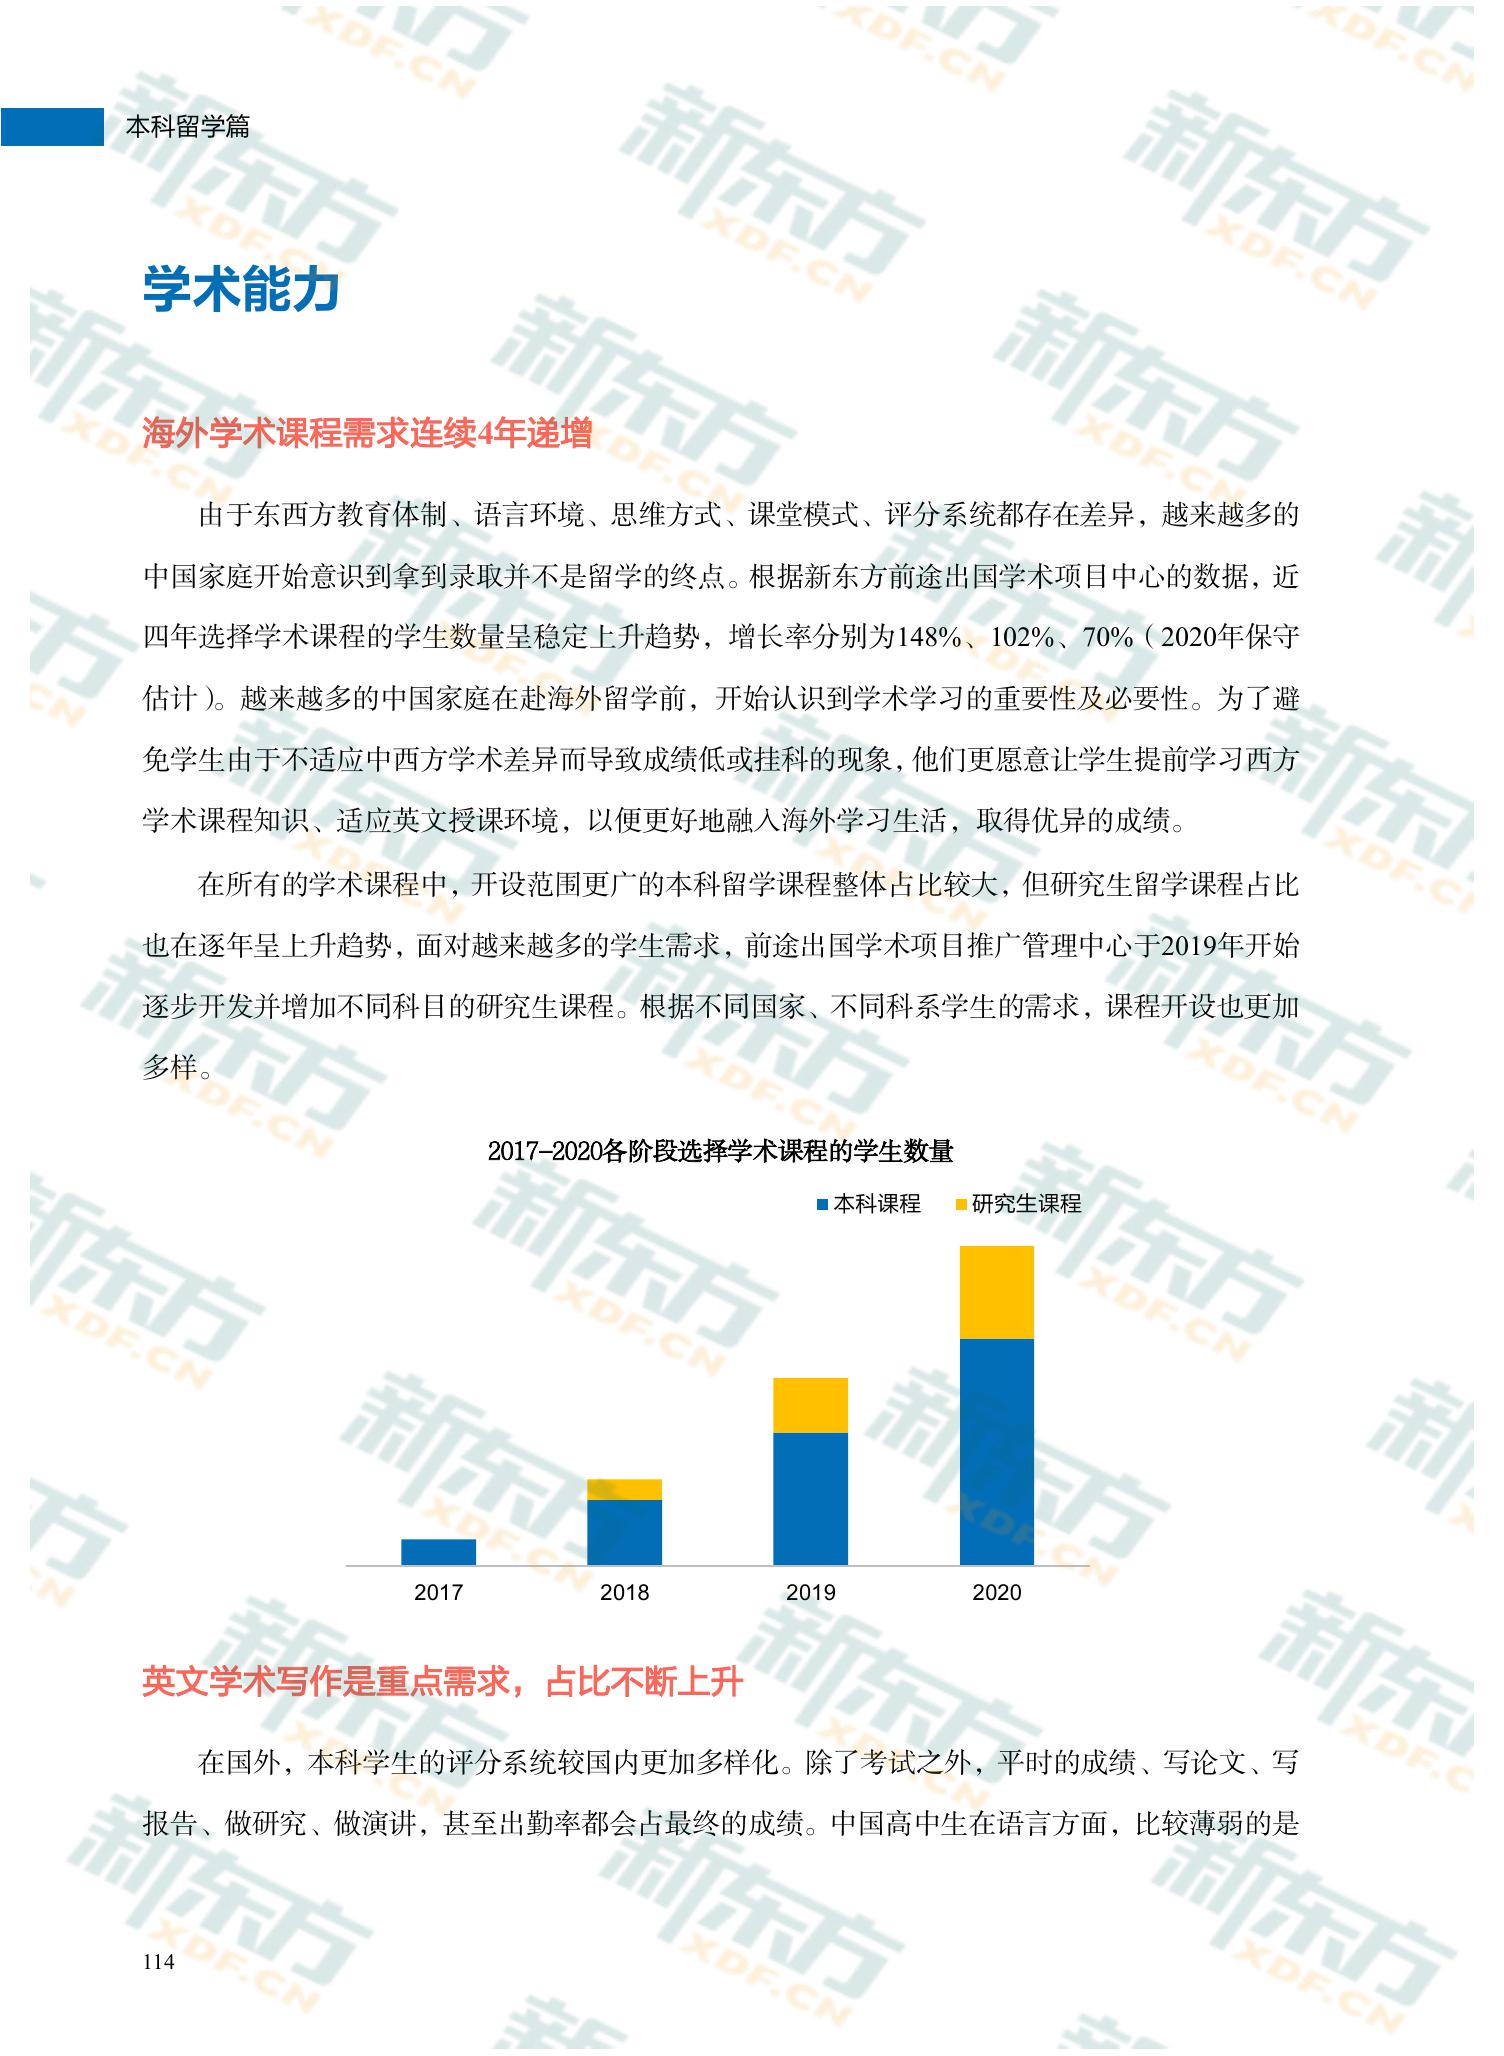 本科留学篇
学术能力
海外学术课程需求连续4年递增
由于东西方教育体制、语言环境、思维方式、课堂模式、评分系统都存在差异，越来越多的
中国家庭开始意识到拿到录取并不是留学的终点。根据新东方前途出国学术项目中心的数据，近
四年选择学术课程的学生数量呈稳定上升趋势，增长率分别为148%、102%、70%（2020年保守
估计）。越来越多的中国家庭在赴海外留学前，开始认识到学术学习的重要性及必要性。为了避
免学生由于不适应中西方学术差异而导致成绩低或挂科的现象，他们更愿意让学生提前学习西方
学术课程知识、适应英文授课环境，以便更好地融入海外学习生活，取得优异的成绩。
在所有的学术课程中，开设范围更广的本科留学课程整体占比较大，但研究生留学课程占比
也在逐年呈上升趋势，面对越来越多的学生需求，前途出国学术项目推广管理中心于2019年开始
逐步开发并增加不同科目的研究生课程。根据不同国家、不同科系学生的需求，课程开设也更加
多样。
2017-2020各阶段选择学术课程的学生数量
本科课程 研究生课程
2017 2018 2019 2020
英文学术写作是重点需求，占比不断上升
在国外，本科学生的评分系统较国内更加多样化。除了考试之外，平时的成绩、写论文、写
报告、做研究、做演讲，甚至出勤率都会占最终的成绩。中国高中生在语言方面，比较薄弱的是
114
新东方
XDF.CN